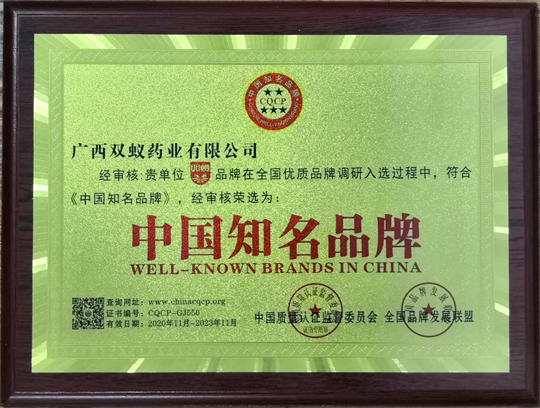 中国知名品牌
CQCP
广西双蚁药业有限公司
经审核:贵单位 双蚁 品牌在全国优质品牌调研入选过程中，符合
《中国知名品牌》，经审核荣选为：
中国知名品牌
WELL-KNOWN BRANDS IN CHINA
查询网址：www.chinacqcp.org
证书编号：CQCP-GJ550
有效日期：2020年11月-2023年11月
中国质量认证监督委员会 全国品牌发展联盟